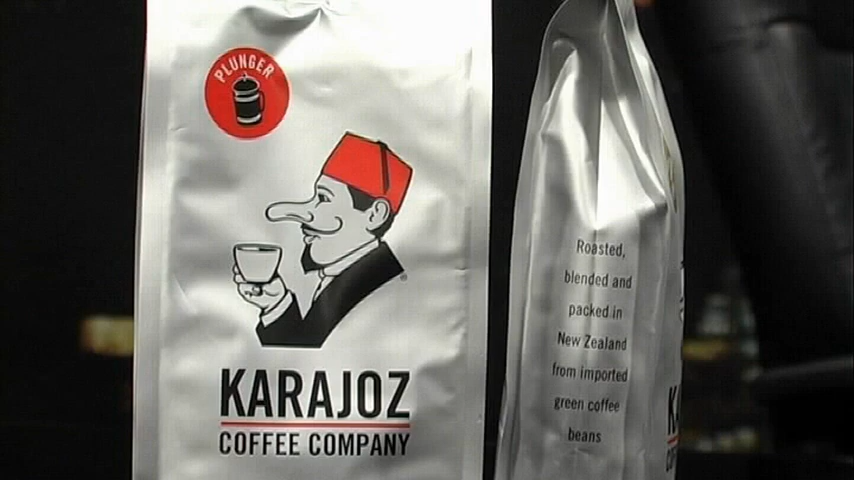 PLUNGER
KARAJOZ
COFFEE COMPANY
Roasted,
blended and
packed in
New Zealand
from imported
green coffee
beans